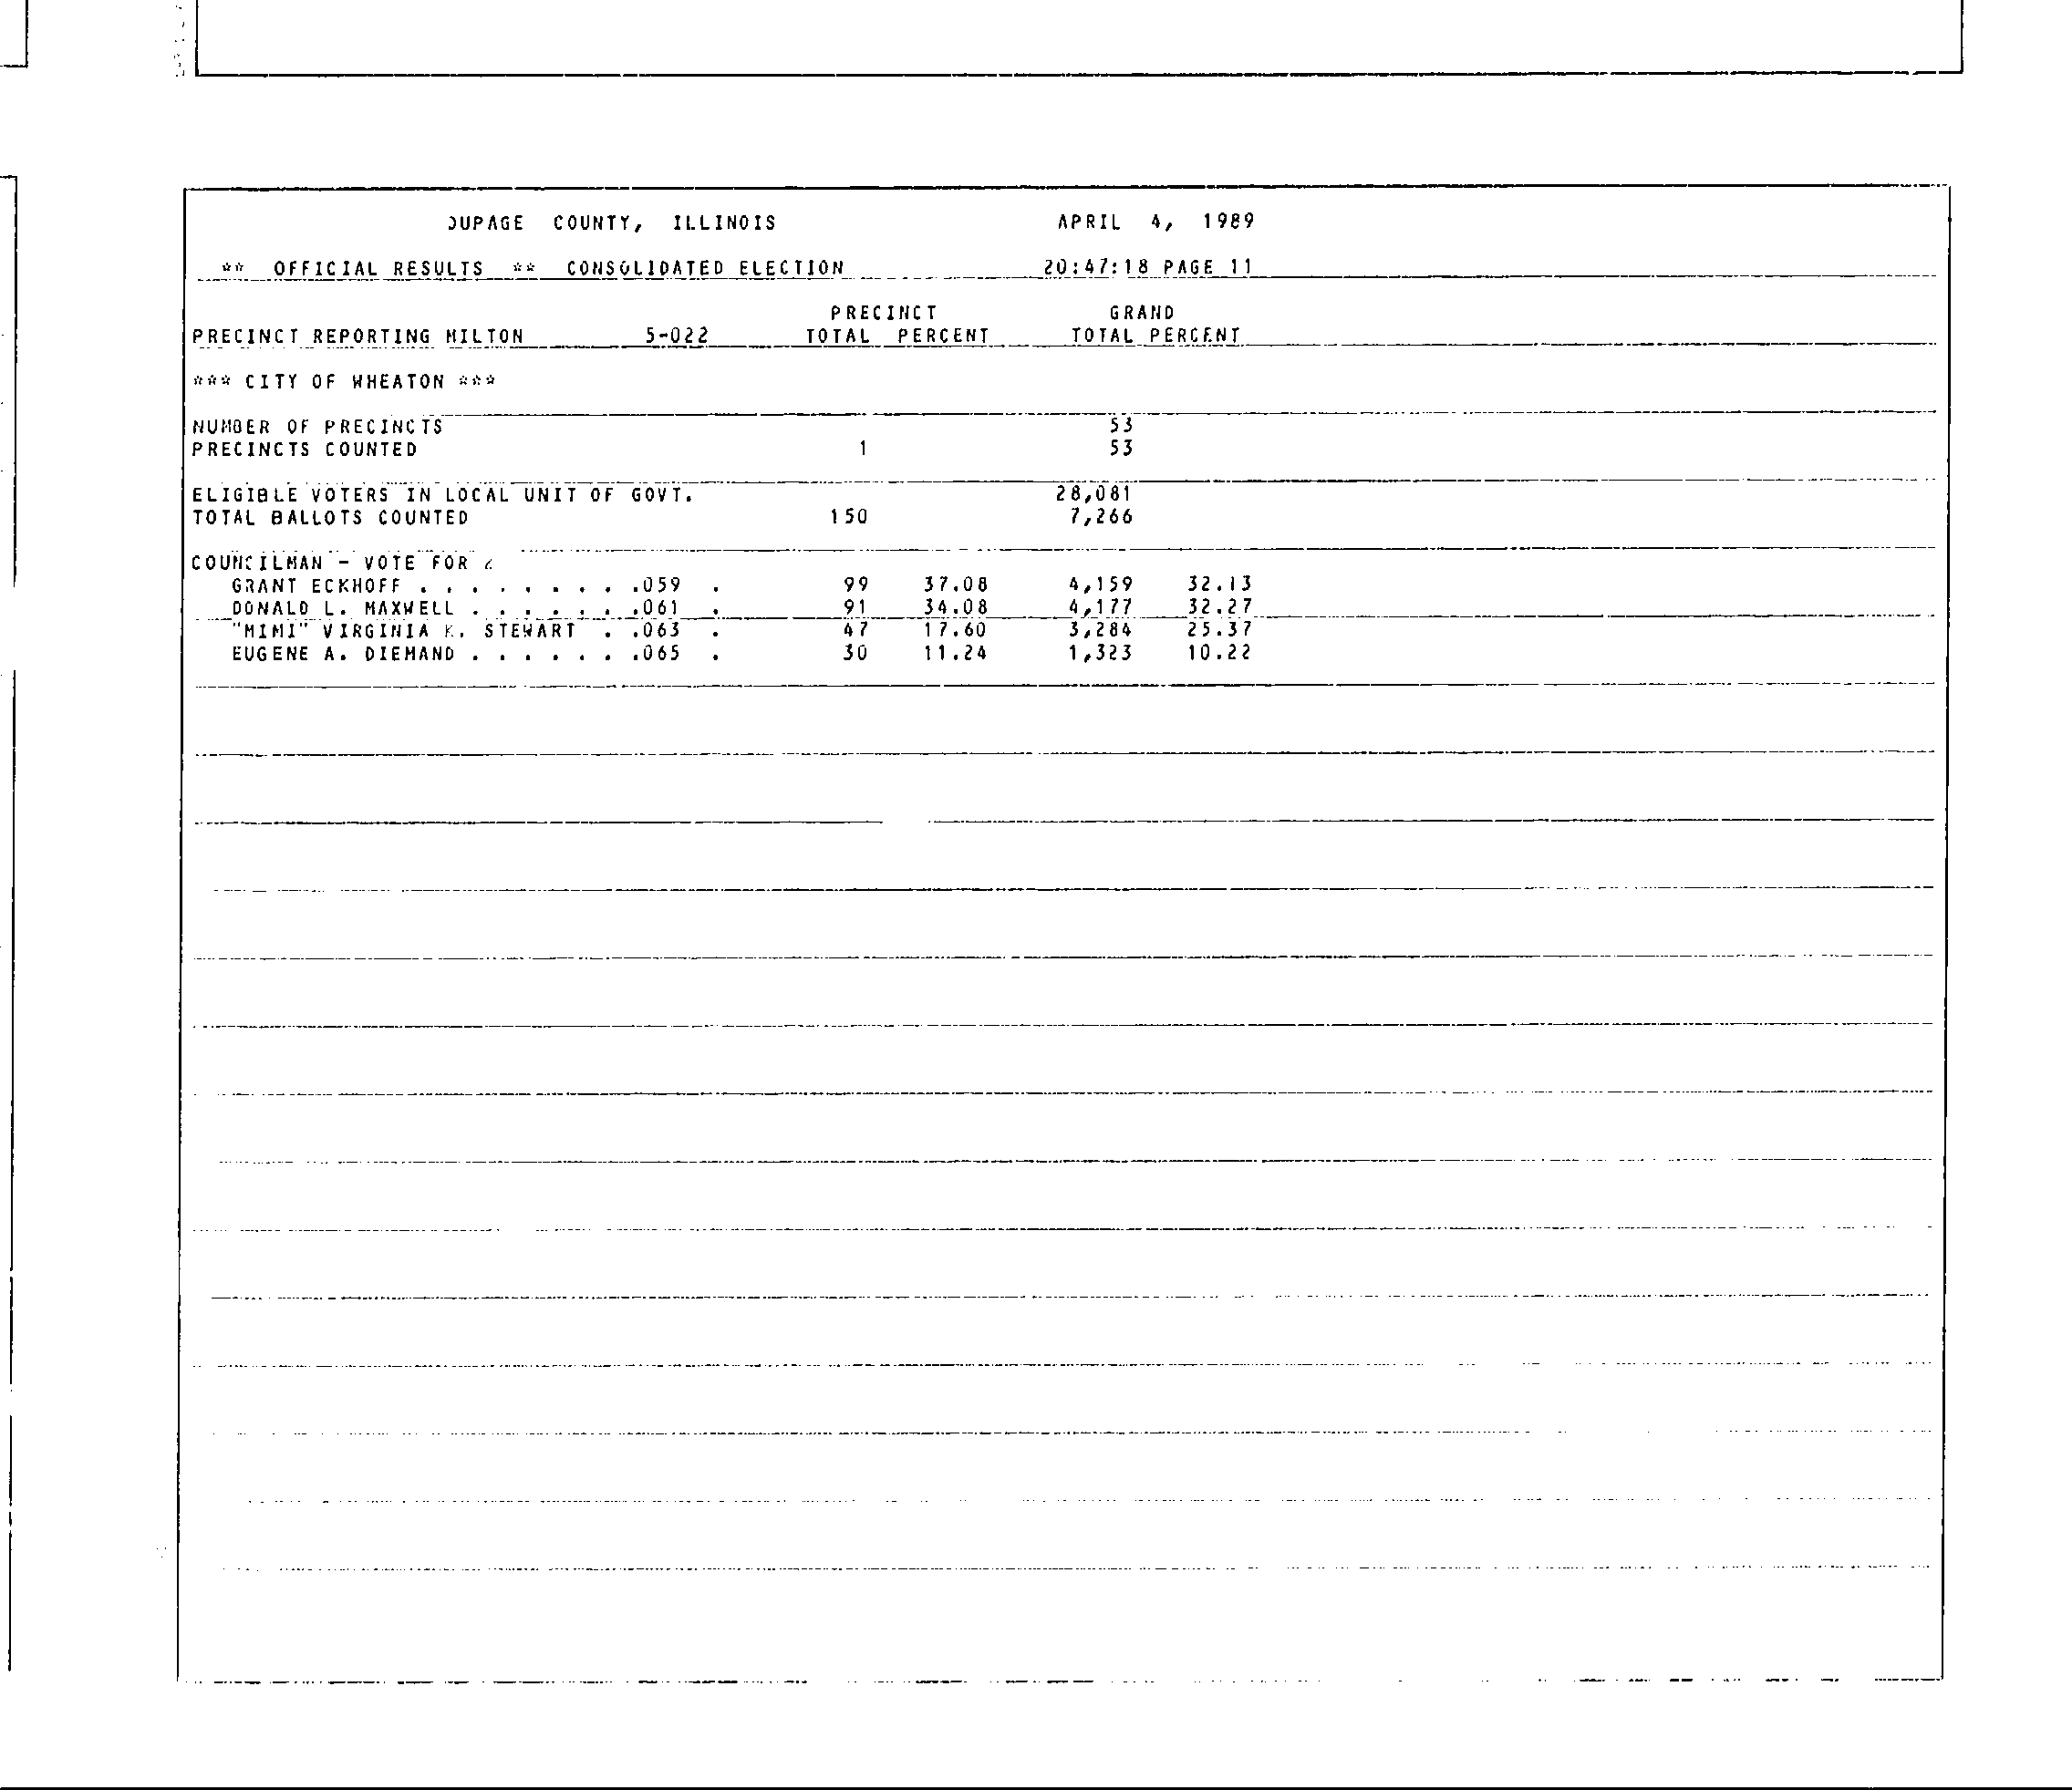 DUPAGE COUNTY, ILLINOIS APRIL 4, 1989
** OFFICIAL RESULTS ** CONSOLIDATED ELECTION 20:47:18 PAGE 11
PRECINCT GRAND
PRECINCT REPORTING MILTON 5-022 TOTAL PERCENT TOTAL PERCENT
*** CITY OF WHEATON ***
NUMBER OF PRECINCTS 53
PRECINCTS COUNTED 1 53
ELIGIBLE VOTERS IN LOCAL UNIT OF GOVT. 28,081
TOTAL BALLOTS COUNTED 150 7,266
COUNCILMAN - VOTE FOR 2
GRANT ECKHOFF . . . . . . . . .059 . 99 37.08 4,159 32.13
DONALD L. MAXWELL . . . . . . .061 . 91 34.08 4,177 32.27
"MIMI" VIRGINIA K. STEWART . .063 . 47 17.60 3,284 25.37
EUGENE A. DIEMAND . . . . . . .065 . 30 11.24 1,323 10.22